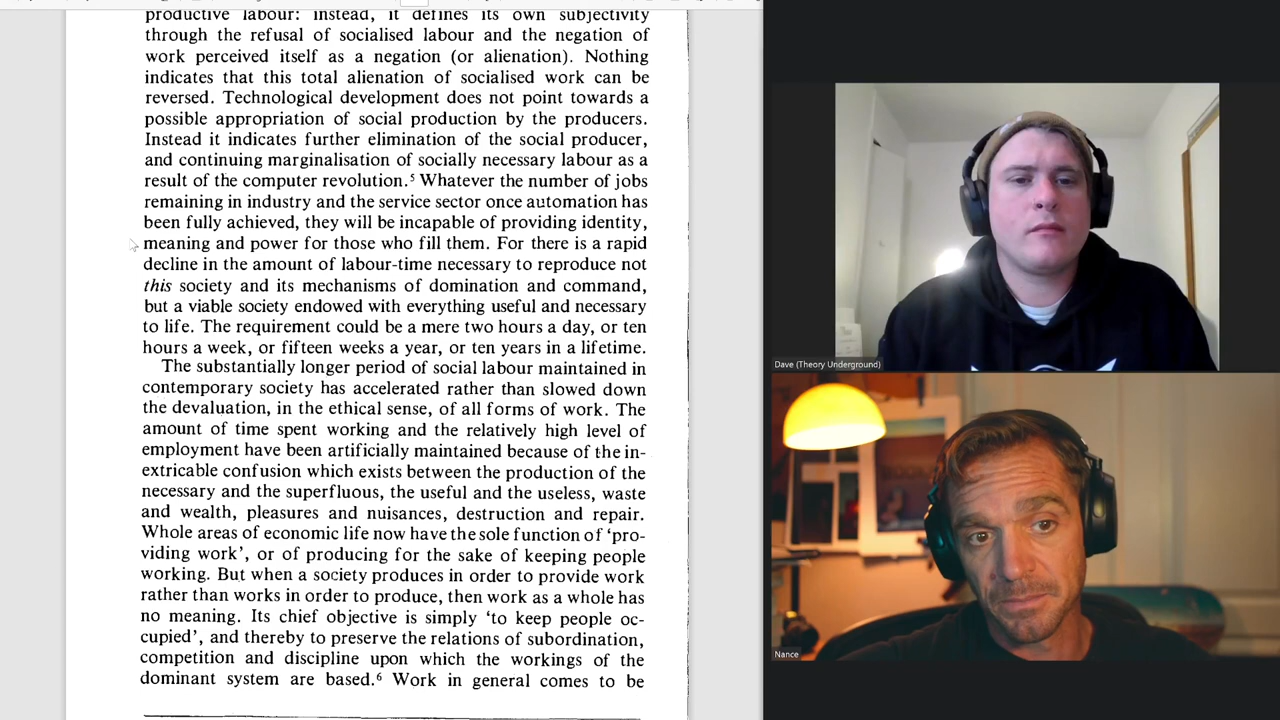 productive labour: instead, it defines its own subjectivity
through the refusal of socialised labour and the negation of
work perceived itself as a negation (or alienation). Nothing
indicates that this total alienation of socialised work can be
reversed. Technological development does not point towards a
possible appropriation of social production by the producers.
Instead it indicates further elimination of the social producer,
and continuing marginalisation of socially necessary labour as a
result of the computer revolution.⁵ Whatever the number of jobs
remaining in industry and the service sector once automation has
been fully achieved, they will be incapable of providing identity,
meaning and power for those who fill them. For there is a rapid
decline in the amount of labour-time necessary to reproduce not
this society and its mechanisms of domination and command,
but a viable society endowed with everything useful and necessary
to life. The requirement could be a mere two hours a day, or ten
hours a week, or fifteen weeks a year, or ten years in a lifetime.
The substantially longer period of social labour maintained in
contemporary society has accelerated rather than slowed down
the devaluation, in the ethical sense, of all forms of work. The
amount of time spent working and the relatively high level of
employment have been artificially maintained because of the in-
extricable confusion which exists between the production of the
necessary and the superfluous, the useful and the useless, waste
and wealth, pleasures and nuisances, destruction and repair.
Whole areas of economic life now have the sole function of 'pro-
viding work', or of producing for the sake of keeping people
working. But when a society produces in order to provide work
rather than works in order to produce, then work as a whole has
no meaning. Its chief objective is simply 'to keep people oc-
cupied', and thereby to preserve the relations of subordination,
competition and discipline upon which the workings of the
dominant system are based.⁶ Work in general comes to be
Dave (Theory Underground)
Nance